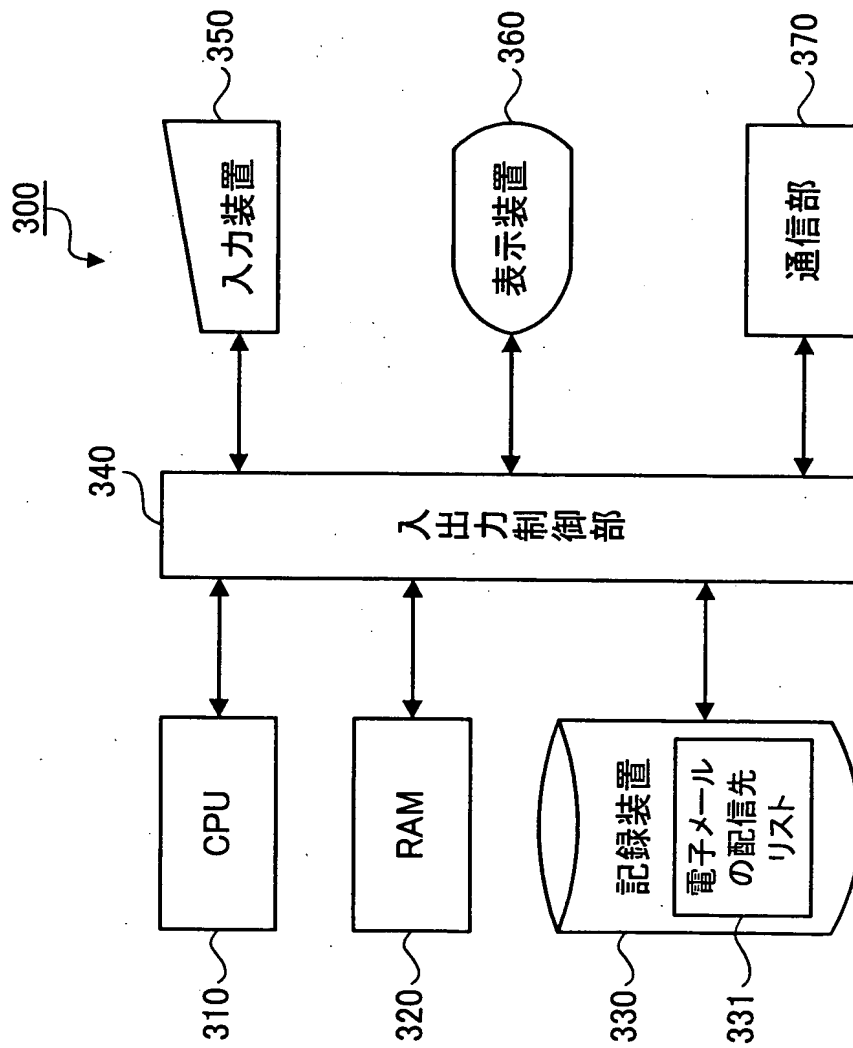 300
340
CPU
310
RAM
320
記録装置
電子メール
の配信先
リスト
330
331
入出力制御部
入力装置
350
表示装置
360
通信部
370